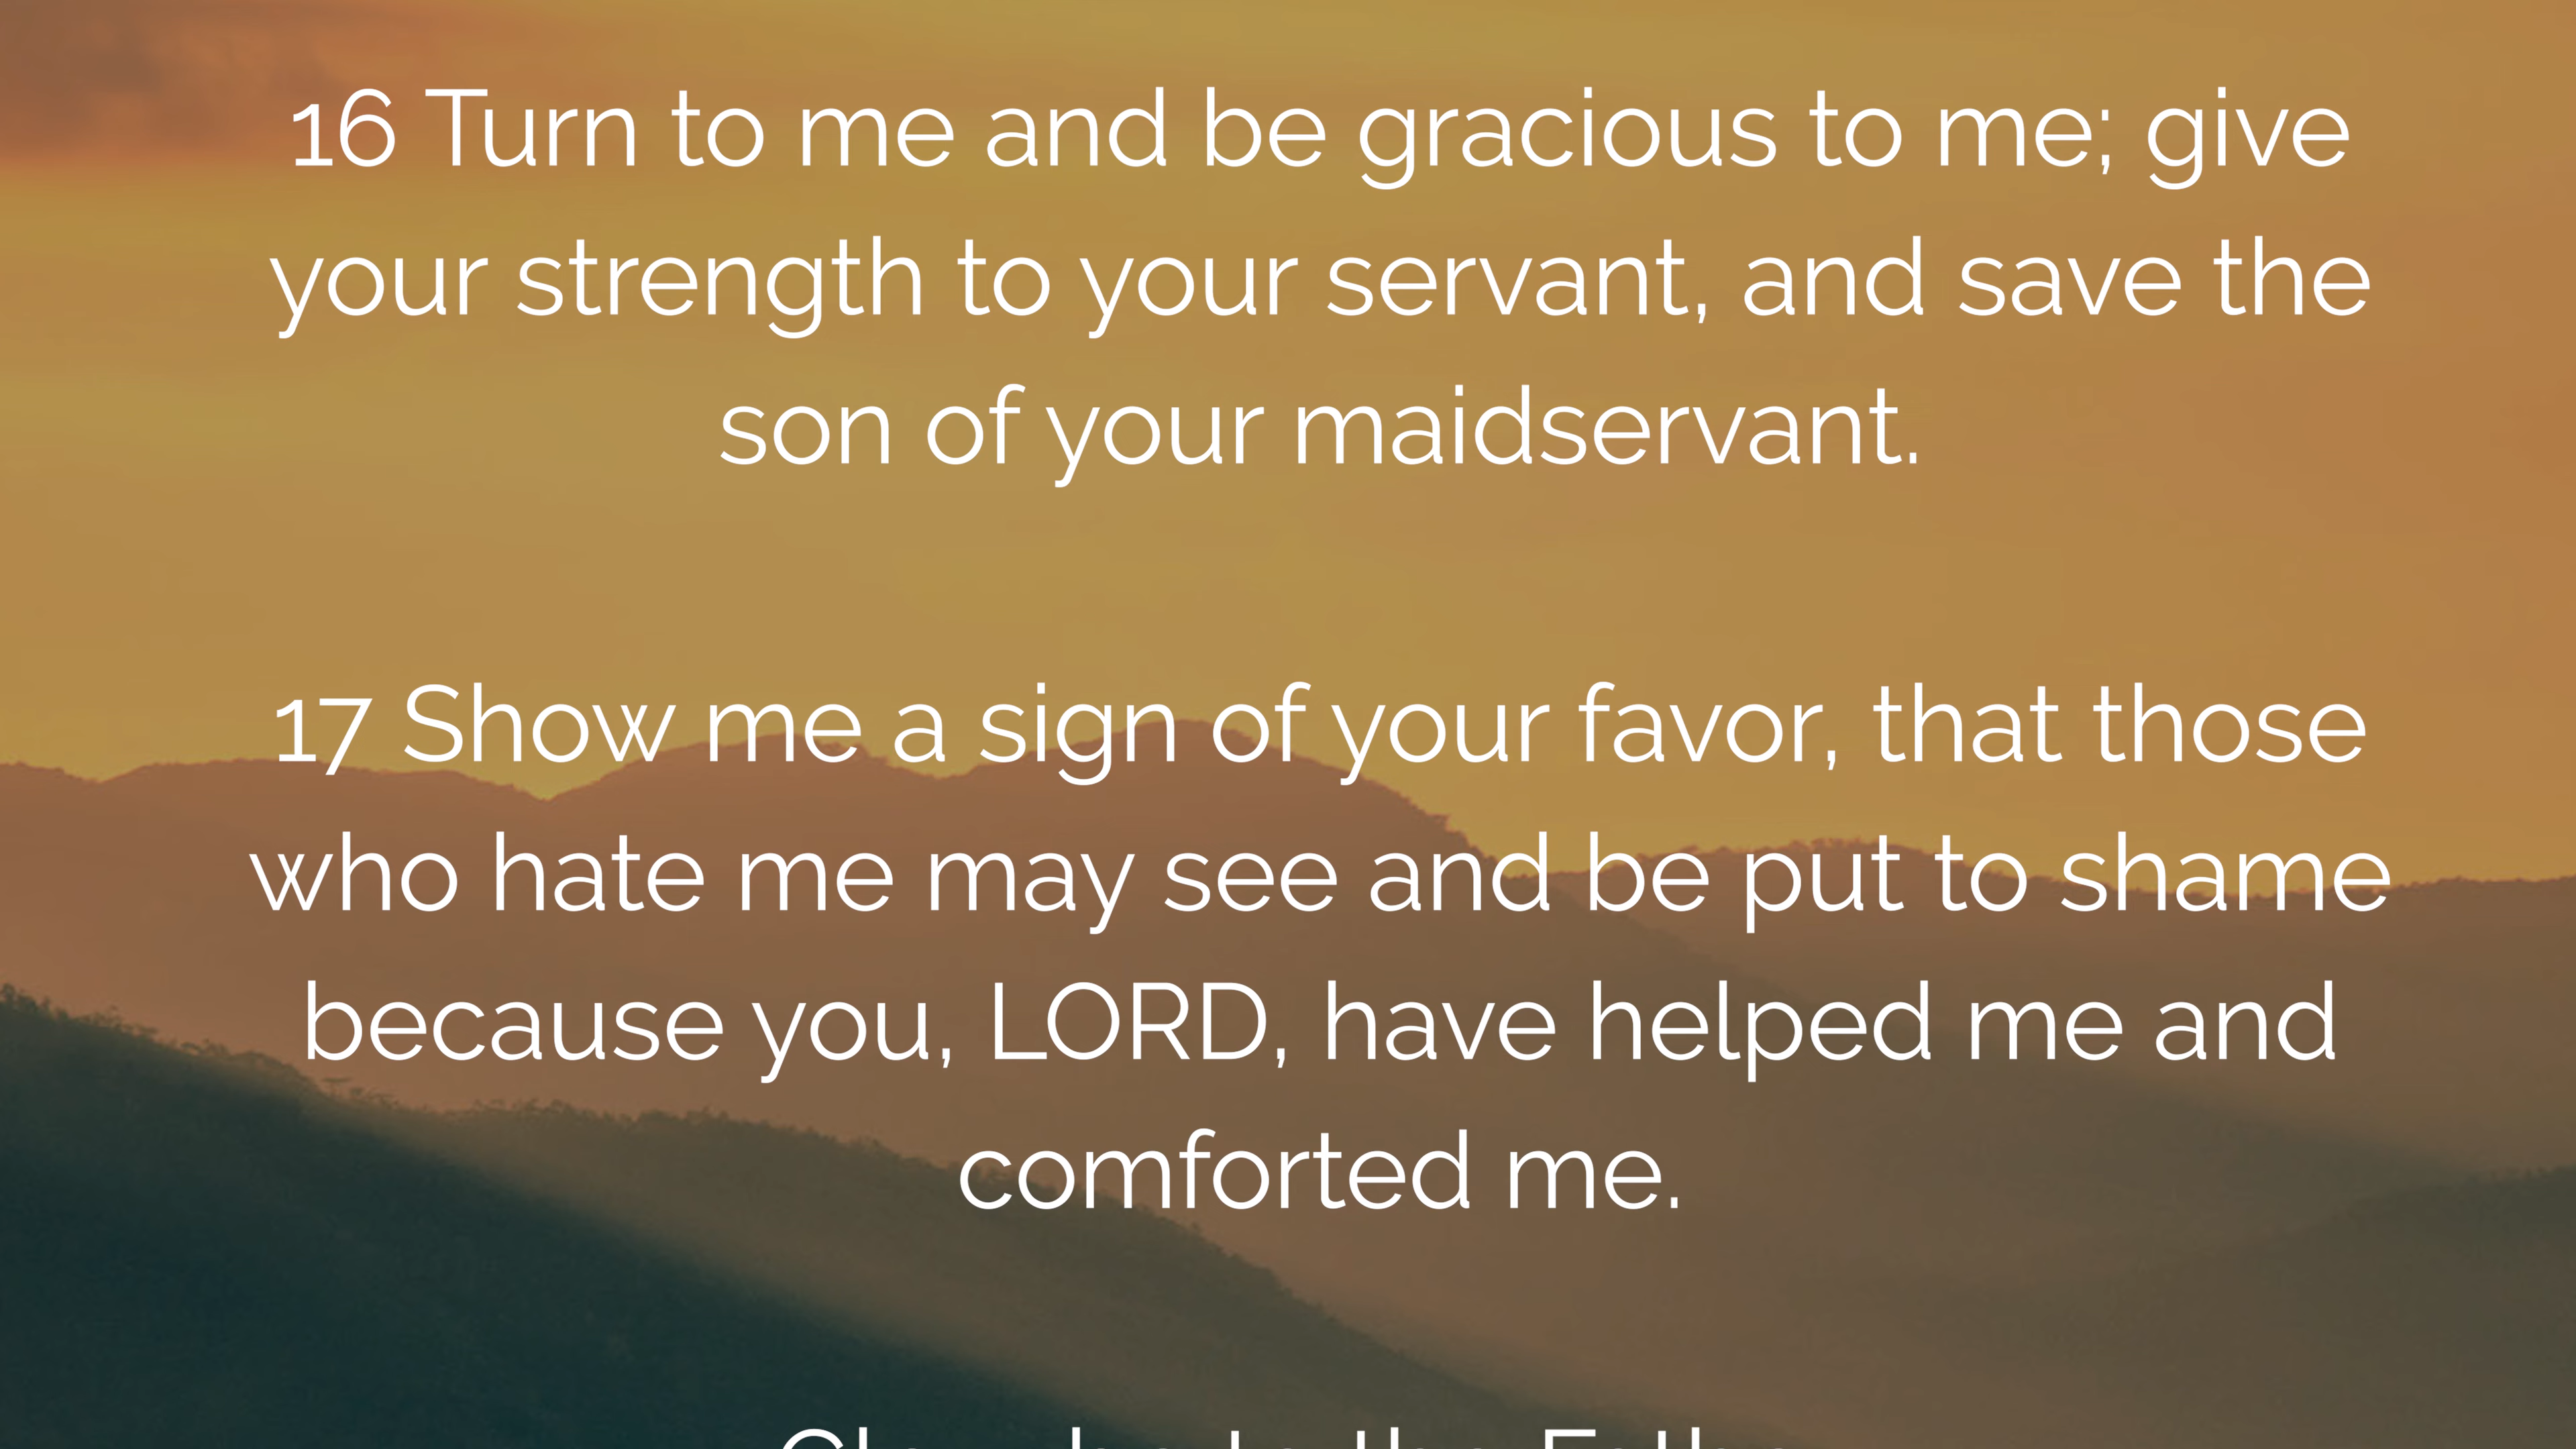 16 Turn to me and be gracious to me; give
your strength to your servant, and save the
son of your maidservant.
17 Show me a sign of your favor, that those
who hate me may see and be put to shame
because you, LORD, have helped me and
comforted me.